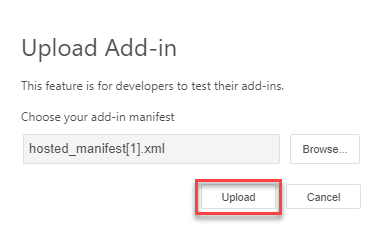 Upload Add-in
This feature is for developers to test their add-ins.
Choose your add-in manifest
hosted_manifest[1].xml Browse...
Upload Cancel